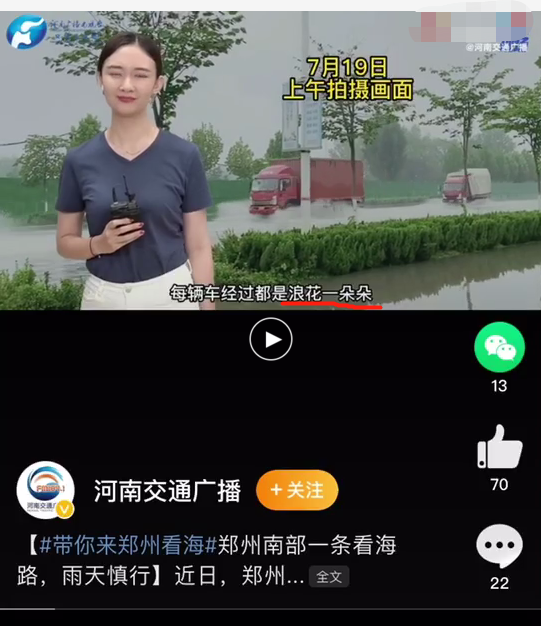 @河南交通广播
7月19日
上午拍摄画面
每辆车经过都是浪花一朵朵
13
70
河南交通广播
+ 关注
【#带你来郑州看海#郑州南部一条看海
路，雨天慎行】近日，郑州... 全文
22